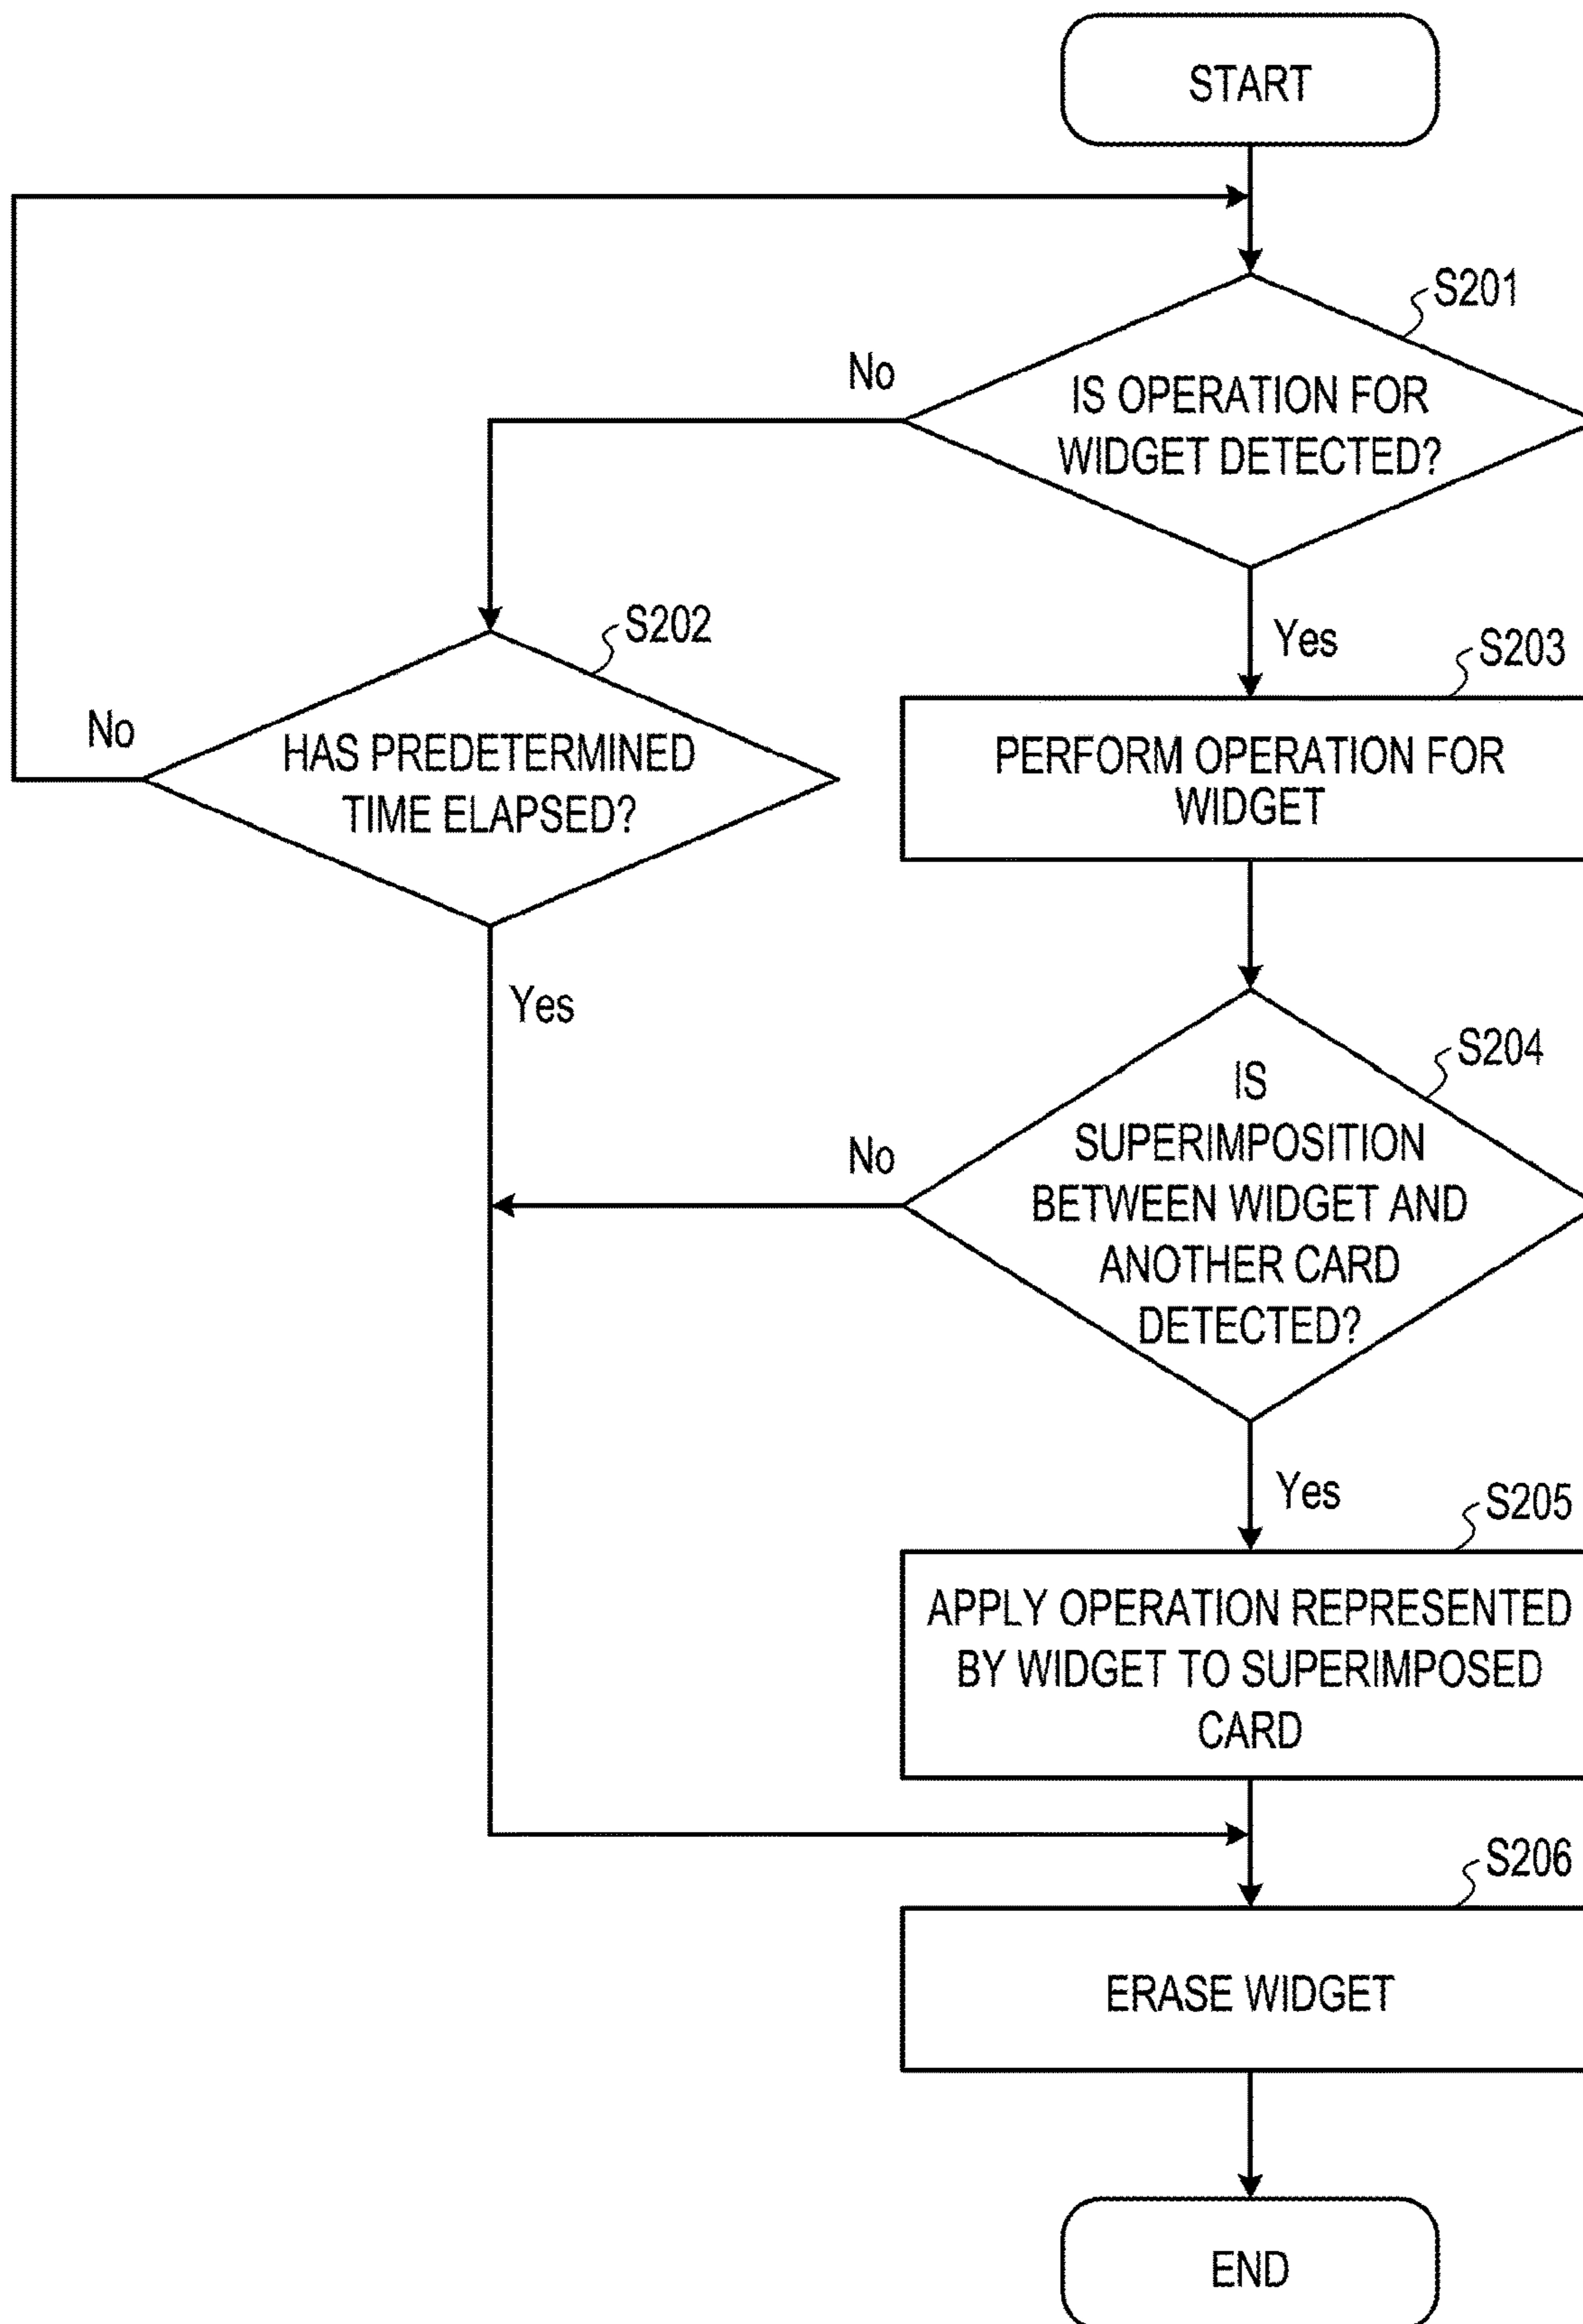 START
S201
No
IS OPERATION FOR
WIDGET DETECTED?
S202
Yes
S203
No
HAS PREDETERMINED
TIME ELAPSED?
PERFORM OPERATION FOR
WIDGET
Yes
S204
No
IS
SUPERIMPOSITION
BETWEEN WIDGET AND
ANOTHER CARD
DETECTED?
Yes
S205
APPLY OPERATION REPRESENTED
BY WIDGET TO SUPERIMPOSED
CARD
S206
ERASE WIDGET
END